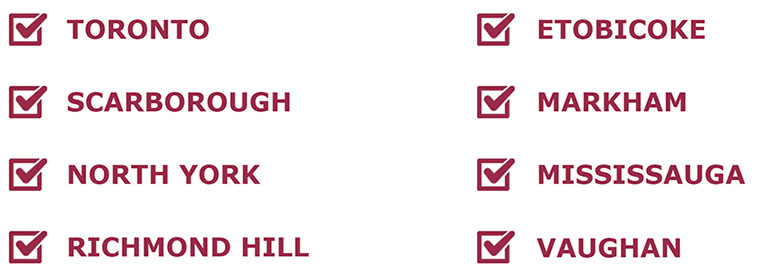 TORONTO
SCARBOROUGH
NORTH YORK
RICHMOND HILL
ETOBICOKE
MARKHAM
MISSISSAUGA
VAUGHAN